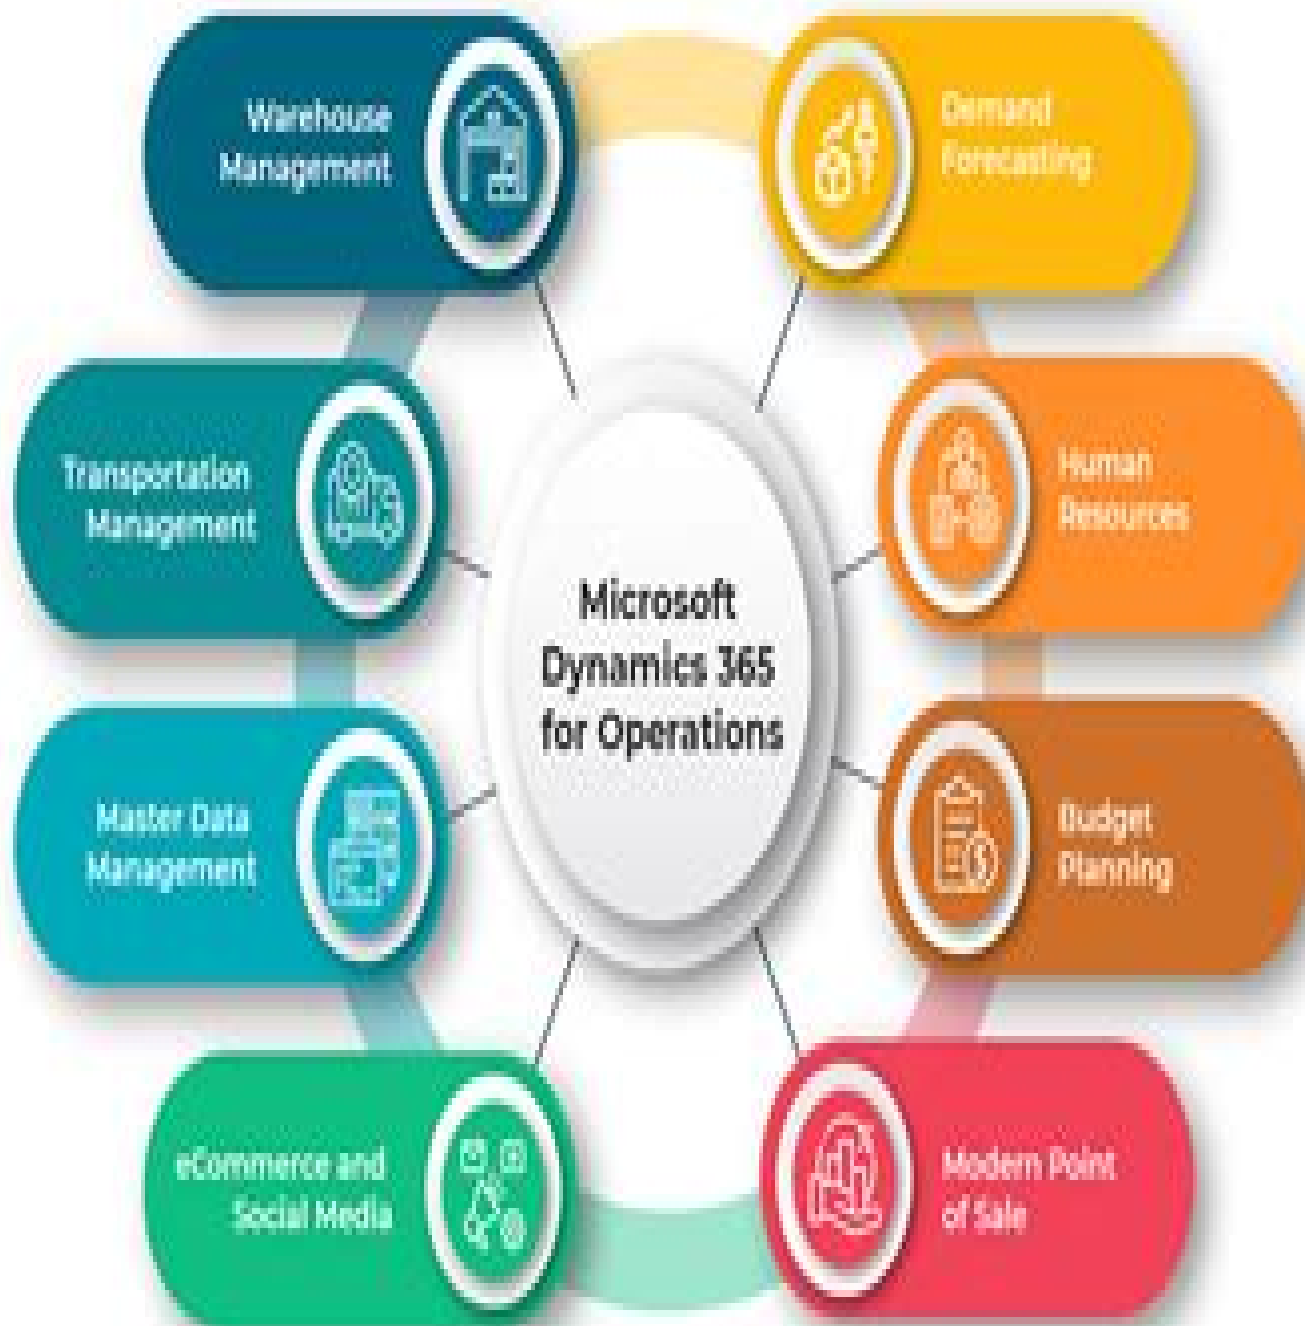 Warehouse
Management
Demand
Forecasting
Transportation
Management
Human
Resources
Microsoft
Dynamics 365
for Operations
Master Data
Management
Budget
Planning
eCommerce and
Social Media
Modern Point
of Sale